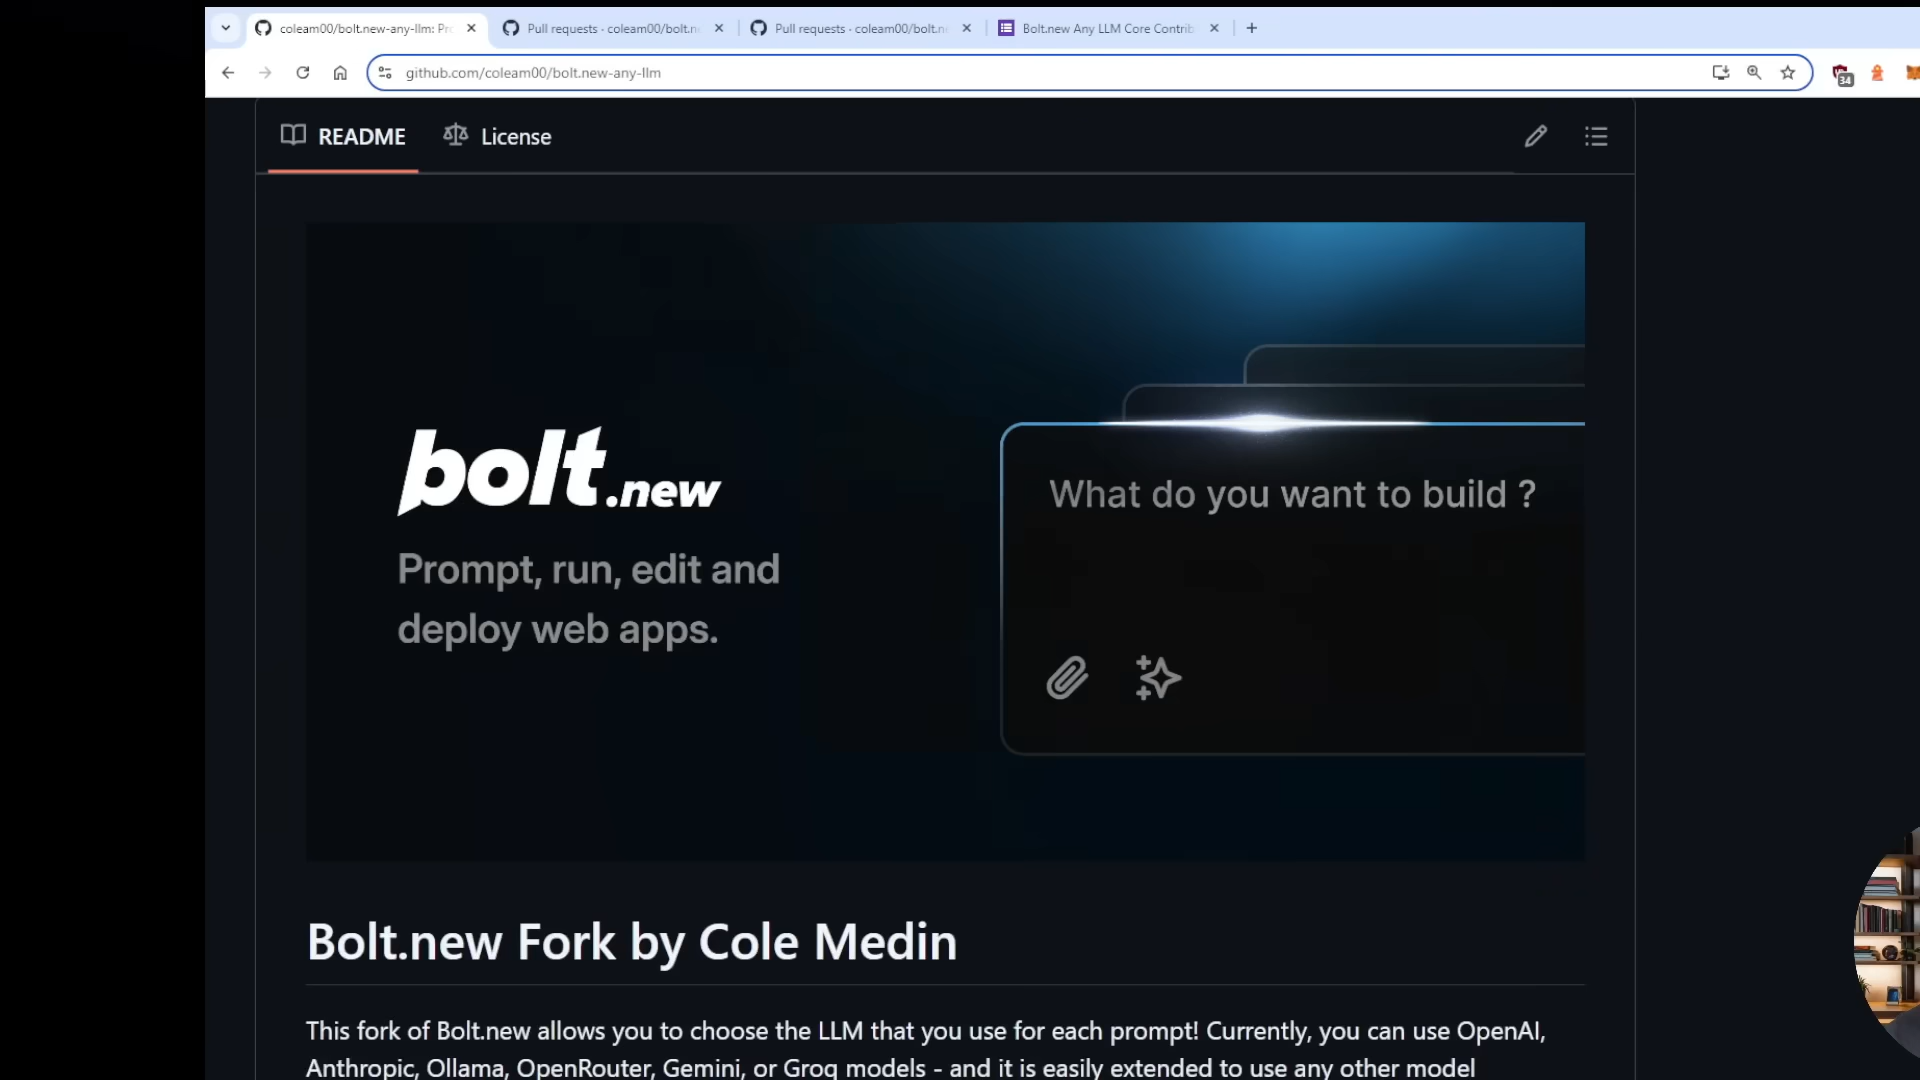 coleam00/bolt.new-any-llm: Pr
Pull requests · coleam00/bolt.n
Pull requests · coleam00/bolt.ne
Bolt.new Any LLM Core Contrib
github.com/coleam00/bolt.new-any-llm
34
README
License
bolt.new
Prompt, run, edit and
deploy web apps.
What do you want to build ?
Bolt.new Fork by Cole Medin
This fork of Bolt.new allows you to choose the LLM that you use for each prompt! Currently, you can use OpenAI,
Anthropic, Ollama, OpenRouter, Gemini, or Groq models - and it is easily extended to use any other model